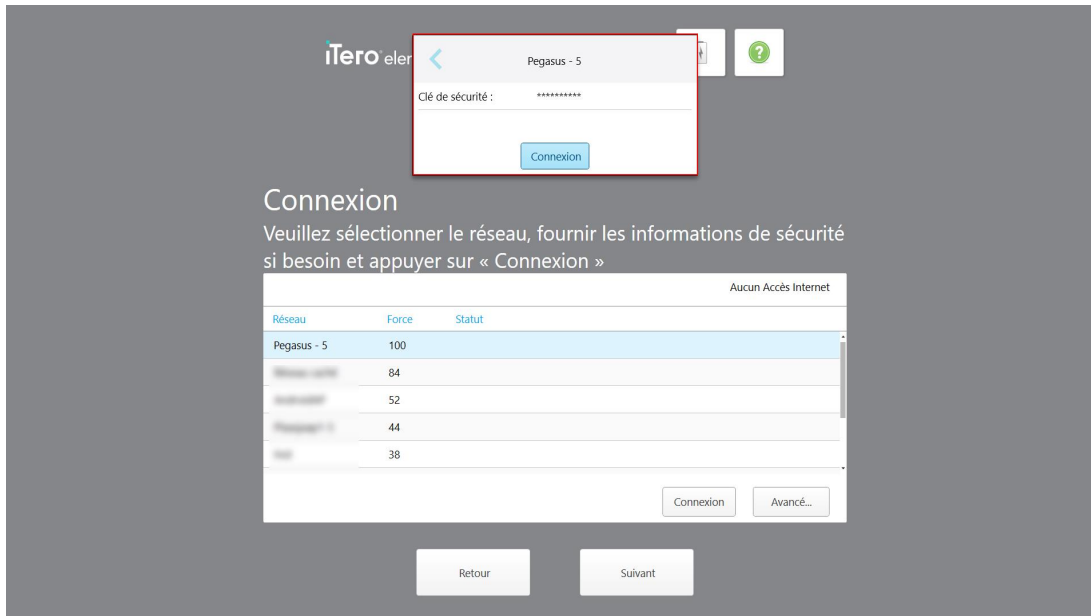 iTero eler
Pegasus - 5
Clé de sécurité : **********
Connexion
Connexion
Veuillez sélectionner le réseau, fournir les informations de sécurité
si besoin et appuyer sur « Connexion »
Aucun Accès Internet
Réseau Force Statut
Pegasus - 5 100
84
52
44
38
Connexion Avancé...
Retour Suivant